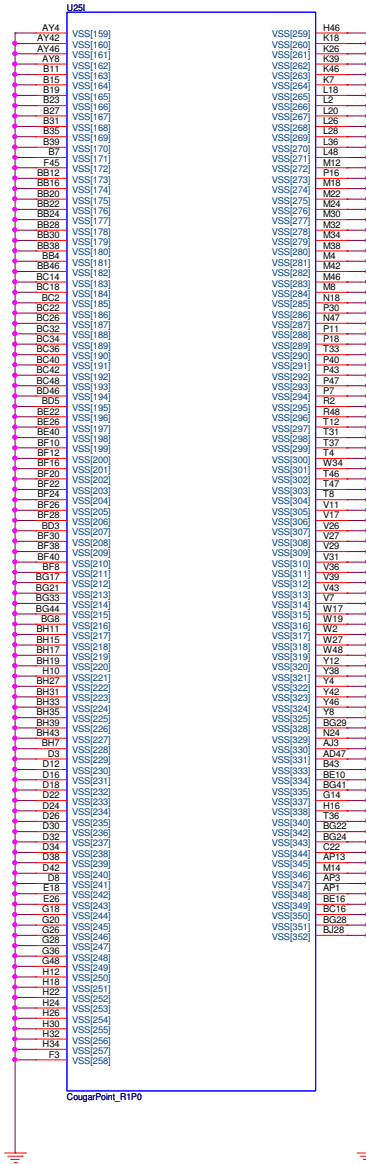 U25I
AY4 VSS[159] VSS[259] H46
AY42 VSS[160] VSS[260] K18
AY46 VSS[161] VSS[261] K26
AY8 VSS[162] VSS[262] K39
B11 VSS[163] VSS[263] K46
B15 VSS[164] VSS[264] K7
B19 VSS[165] VSS[265] L18
B23 VSS[166] VSS[266] L2
B27 VSS[167] VSS[267] L20
B31 VSS[168] VSS[268] L26
B35 VSS[169] VSS[269] L28
B39 VSS[170] VSS[270] L36
B7 VSS[171] VSS[271] L48
F45 VSS[172] VSS[272] M12
BB12 VSS[173] VSS[273] P16
BB16 VSS[174] VSS[274] M18
BB20 VSS[175] VSS[275] M22
BB22 VSS[176] VSS[276] M24
BB24 VSS[177] VSS[277] M30
BB28 VSS[178] VSS[278] M32
BB30 VSS[179] VSS[279] M34
BB38 VSS[180] VSS[280] M38
BB4 VSS[181] VSS[281] M4
BB46 VSS[182] VSS[282] M42
BC14 VSS[183] VSS[283] M46
BC18 VSS[184] VSS[284] M8
BC2 VSS[185] VSS[285] N18
BC22 VSS[186] VSS[286] P30
BC26 VSS[187] VSS[287] N47
BC32 VSS[188] VSS[288] P11
BC34 VSS[189] VSS[289] P18
BC36 VSS[190] VSS[290] T33
BC40 VSS[191] VSS[291] P40
BC42 VSS[192] VSS[292] P43
BC48 VSS[193] VSS[293] P47
BD46 VSS[194] VSS[294] P7
BD5 VSS[195] VSS[295] R2
BE22 VSS[196] VSS[296] R48
BE26 VSS[197] VSS[297] T12
BE40 VSS[198] VSS[298] T31
BF10 VSS[199] VSS[299] T37
BF12 VSS[200] VSS[300] T4
BF16 VSS[201] VSS[301] W34
BF20 VSS[202] VSS[302] T46
BF22 VSS[203] VSS[303] T47
BF24 VSS[204] VSS[304] T8
BF26 VSS[205] VSS[305] V11
BF28 VSS[206] VSS[306] V17
BD3 VSS[207] VSS[307] V26
BF30 VSS[208] VSS[308] V27
BF38 VSS[209] VSS[309] V29
BF40 VSS[210] VSS[310] V31
BF8 VSS[211] VSS[311] V36
BG17 VSS[212] VSS[312] V39
BG21 VSS[213] VSS[313] V43
BG33 VSS[214] VSS[314] V7
BG44 VSS[215] VSS[315] W17
BG8 VSS[216] VSS[316] W19
BH11 VSS[217] VSS[317] W2
BH15 VSS[218] VSS[318] W27
BH17 VSS[219] VSS[319] W48
BH19 VSS[220] VSS[320] Y12
H10 VSS[221] VSS[321] Y38
BH27 VSS[222] VSS[322] Y4
BH31 VSS[223] VSS[323] Y42
BH33 VSS[224] VSS[324] Y46
BH35 VSS[225] VSS[325] Y8
BH39 VSS[226] VSS[328] BG29
BH43 VSS[227] VSS[329] N24
BH7 VSS[228] VSS[330] AJ3
D3 VSS[229] VSS[331] AD47
D12 VSS[230] VSS[333] B43
D16 VSS[231] VSS[334] BE10
D18 VSS[232] VSS[335] BG41
D22 VSS[233] VSS[337] G14
D24 VSS[234] VSS[338] H16
D26 VSS[235] VSS[340] T36
D30 VSS[236] VSS[342] BG22
D32 VSS[237] VSS[343] BG24
D34 VSS[238] VSS[344] C22
D38 VSS[239] VSS[345] AP13
D42 VSS[240] VSS[346] M14
D8 VSS[241] VSS[347] AP3
E18 VSS[242] VSS[348] AP1
E26 VSS[243] VSS[349] BE16
G18 VSS[244] VSS[350] BC16
G20 VSS[245] VSS[351] BG28
G26 VSS[246] VSS[352] BJ28
G28 VSS[247]
G36 VSS[248]
G48 VSS[249]
H12 VSS[250]
H18 VSS[251]
H22 VSS[252]
H24 VSS[253]
H26 VSS[254]
H30 VSS[255]
H32 VSS[256]
H34 VSS[257]
F3 VSS[258]
CougarPoint_R1P0